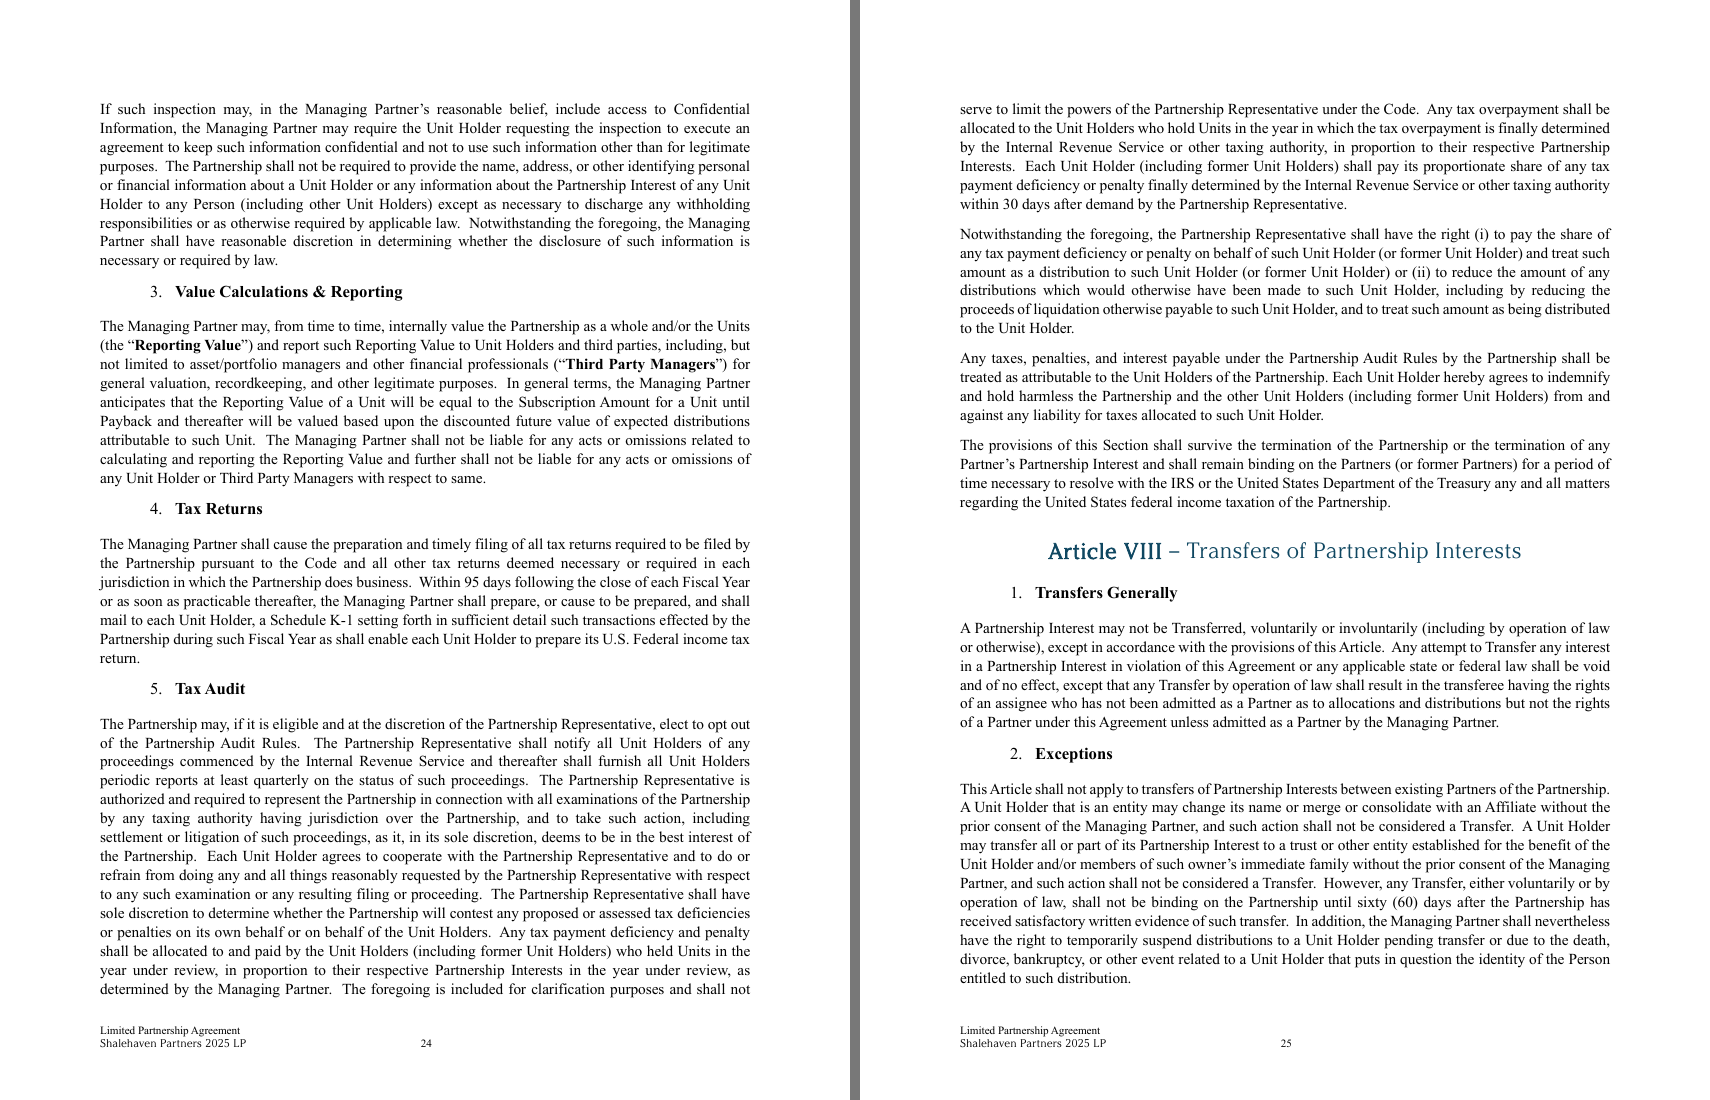 If such inspection may, in the Managing Partner’s reasonable belief, include access to Confidential
Information, the Managing Partner may require the Unit Holder requesting the inspection to execute an
agreement to keep such information confidential and not to use such information other than for legitimate
purposes.  The Partnership shall not be required to provide the name, address, or other identifying personal
or financial information about a Unit Holder or any information about the Partnership Interest of any Unit
Holder to any Person (including other Unit Holders) except as necessary to discharge any withholding
responsibilities or as otherwise required by applicable law.  Notwithstanding the foregoing, the Managing
Partner shall have reasonable discretion in determining whether the disclosure of such information is
necessary or required by law.
3. Value Calculations & Reporting
The Managing Partner may, from time to time, internally value the Partnership as a whole and/or the Units
(the “Reporting Value”) and report such Reporting Value to Unit Holders and third parties, including, but
not limited to asset/portfolio managers and other financial professionals (“Third Party Managers”) for
general valuation, recordkeeping, and other legitimate purposes.  In general terms, the Managing Partner
anticipates that the Reporting Value of a Unit will be equal to the Subscription Amount for a Unit until
Payback and thereafter will be valued based upon the discounted future value of expected distributions
attributable to such Unit.  The Managing Partner shall not be liable for any acts or omissions related to
calculating and reporting the Reporting Value and further shall not be liable for any acts or omissions of
any Unit Holder or Third Party Managers with respect to same.
4. Tax Returns
The Managing Partner shall cause the preparation and timely filing of all tax returns required to be filed by
the Partnership pursuant to the Code and all other tax returns deemed necessary or required in each
jurisdiction in which the Partnership does business.  Within 95 days following the close of each Fiscal Year
or as soon as practicable thereafter, the Managing Partner shall prepare, or cause to be prepared, and shall
mail to each Unit Holder, a Schedule K-1 setting forth in sufficient detail such transactions effected by the
Partnership during such Fiscal Year as shall enable each Unit Holder to prepare its U.S. Federal income tax
return.
5. Tax Audit
The Partnership may, if it is eligible and at the discretion of the Partnership Representative, elect to opt out
of the Partnership Audit Rules.  The Partnership Representative shall notify all Unit Holders of any
proceedings commenced by the Internal Revenue Service and thereafter shall furnish all Unit Holders
periodic reports at least quarterly on the status of such proceedings.  The Partnership Representative is
authorized and required to represent the Partnership in connection with all examinations of the Partnership
by any taxing authority having jurisdiction over the Partnership, and to take such action, including
settlement or litigation of such proceedings, as it, in its sole discretion, deems to be in the best interest of
the Partnership.  Each Unit Holder agrees to cooperate with the Partnership Representative and to do or
refrain from doing any and all things reasonably requested by the Partnership Representative with respect
to any such examination or any resulting filing or proceeding.  The Partnership Representative shall have
sole discretion to determine whether the Partnership will contest any proposed or assessed tax deficiencies
or penalties on its own behalf or on behalf of the Unit Holders.  Any tax payment deficiency and penalty
shall be allocated to and paid by the Unit Holders (including former Unit Holders) who held Units in the
year under review, in proportion to their respective Partnership Interests in the year under review, as
determined by the Managing Partner.  The foregoing is included for clarification purposes and shall not
Limited Partnership Agreement
Shalehaven Partners 2025 LP 24
serve to limit the powers of the Partnership Representative under the Code.  Any tax overpayment shall be
allocated to the Unit Holders who hold Units in the year in which the tax overpayment is finally determined
by the Internal Revenue Service or other taxing authority, in proportion to their respective Partnership
Interests.  Each Unit Holder (including former Unit Holders) shall pay its proportionate share of any tax
payment deficiency or penalty finally determined by the Internal Revenue Service or other taxing authority
within 30 days after demand by the Partnership Representative.
Notwithstanding the foregoing, the Partnership Representative shall have the right (i) to pay the share of
any tax payment deficiency or penalty on behalf of such Unit Holder (or former Unit Holder) and treat such
amount as a distribution to such Unit Holder (or former Unit Holder) or (ii) to reduce the amount of any
distributions which would otherwise have been made to such Unit Holder, including by reducing the
proceeds of liquidation otherwise payable to such Unit Holder, and to treat such amount as being distributed
to the Unit Holder.
Any taxes, penalties, and interest payable under the Partnership Audit Rules by the Partnership shall be
treated as attributable to the Unit Holders of the Partnership. Each Unit Holder hereby agrees to indemnify
and hold harmless the Partnership and the other Unit Holders (including former Unit Holders) from and
against any liability for taxes allocated to such Unit Holder.
The provisions of this Section shall survive the termination of the Partnership or the termination of any
Partner’s Partnership Interest and shall remain binding on the Partners (or former Partners) for a period of
time necessary to resolve with the IRS or the United States Department of the Treasury any and all matters
regarding the United States federal income taxation of the Partnership.
Article VIII – Transfers of Partnership Interests
1. Transfers Generally
A Partnership Interest may not be Transferred, voluntarily or involuntarily (including by operation of law
or otherwise), except in accordance with the provisions of this Article.  Any attempt to Transfer any interest
in a Partnership Interest in violation of this Agreement or any applicable state or federal law shall be void
and of no effect, except that any Transfer by operation of law shall result in the transferee having the rights
of an assignee who has not been admitted as a Partner as to allocations and distributions but not the rights
of a Partner under this Agreement unless admitted as a Partner by the Managing Partner.
2. Exceptions
This Article shall not apply to transfers of Partnership Interests between existing Partners of the Partnership.
A Unit Holder that is an entity may change its name or merge or consolidate with an Affiliate without the
prior consent of the Managing Partner, and such action shall not be considered a Transfer.  A Unit Holder
may transfer all or part of its Partnership Interest to a trust or other entity established for the benefit of the
Unit Holder and/or members of such owner’s immediate family without the prior consent of the Managing
Partner, and such action shall not be considered a Transfer.  However, any Transfer, either voluntarily or by
operation of law, shall not be binding on the Partnership until sixty (60) days after the Partnership has
received satisfactory written evidence of such transfer.  In addition, the Managing Partner shall nevertheless
have the right to temporarily suspend distributions to a Unit Holder pending transfer or due to the death,
divorce, bankruptcy, or other event related to a Unit Holder that puts in question the identity of the Person
entitled to such distribution.
Limited Partnership Agreement
Shalehaven Partners 2025 LP 25